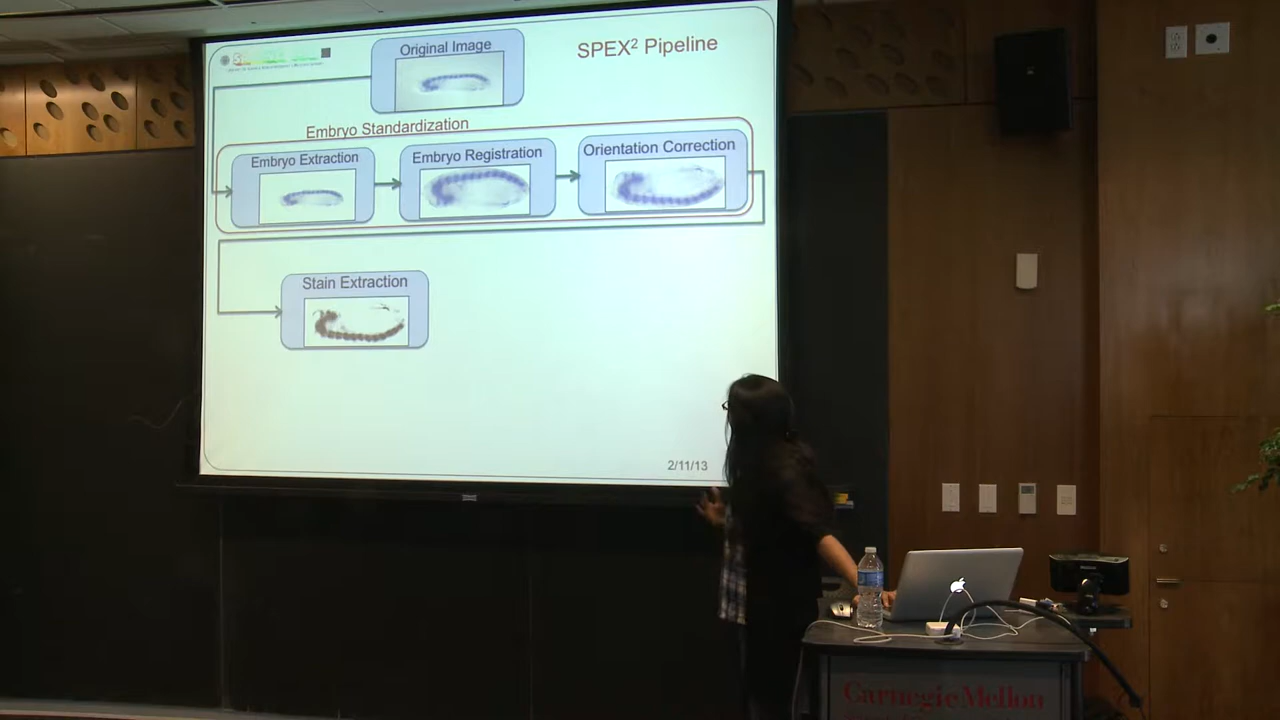 Original Image
SPEX² Pipeline
Embryo Standardization
Embryo Extraction
Embryo Registration
Orientation Correction
Stain Extraction
2/11/13
Carnegie Mellon